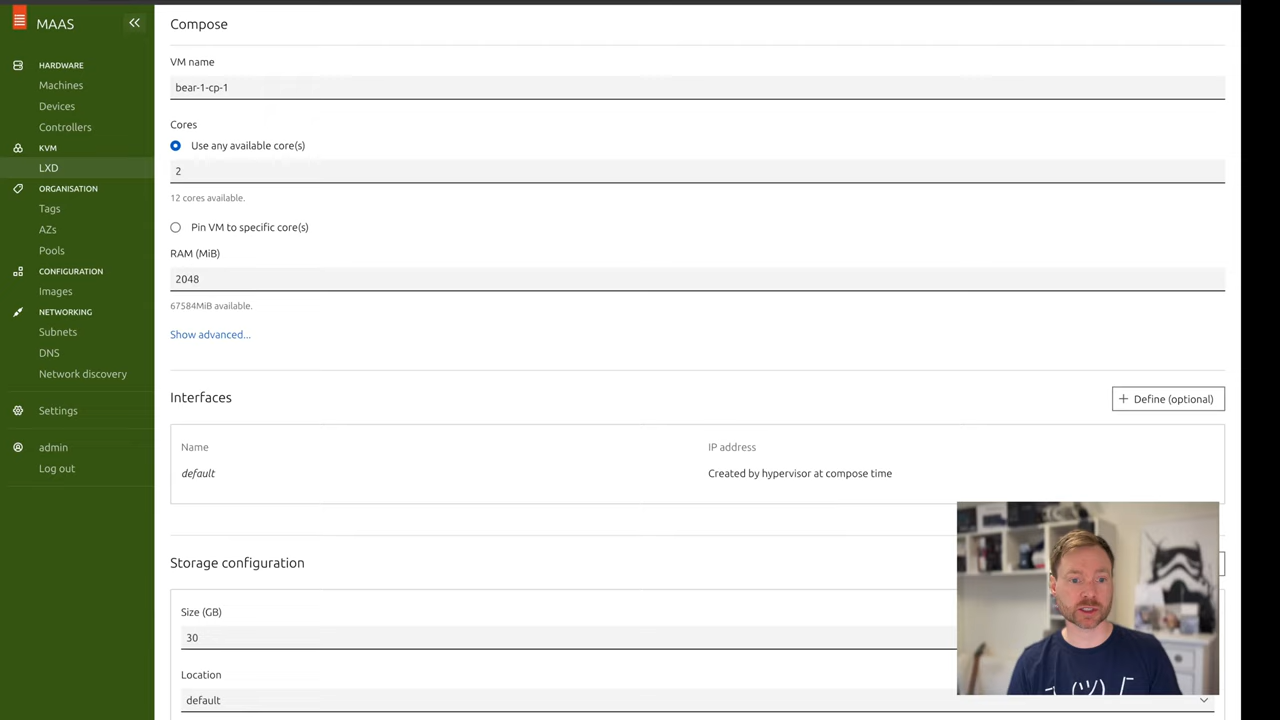 MAAS
HARDWARE
Machines
Devices
Controllers
KVM
LXD
ORGANISATION
Tags
AZs
Pools
CONFIGURATION
Images
NETWORKING
Subnets
DNS
Network discovery
Settings
admin
Log out
Compose
VM name
bear-1-cp-1
Cores
Use any available core(s)
2
12 cores available.
Pin VM to specific core(s)
RAM (MiB)
2048
67584MiB available.
Show advanced...
Interfaces
Define (optional)
Name
IP address
default
Created by hypervisor at compose time
Storage configuration
Size (GB)
30
Location
default